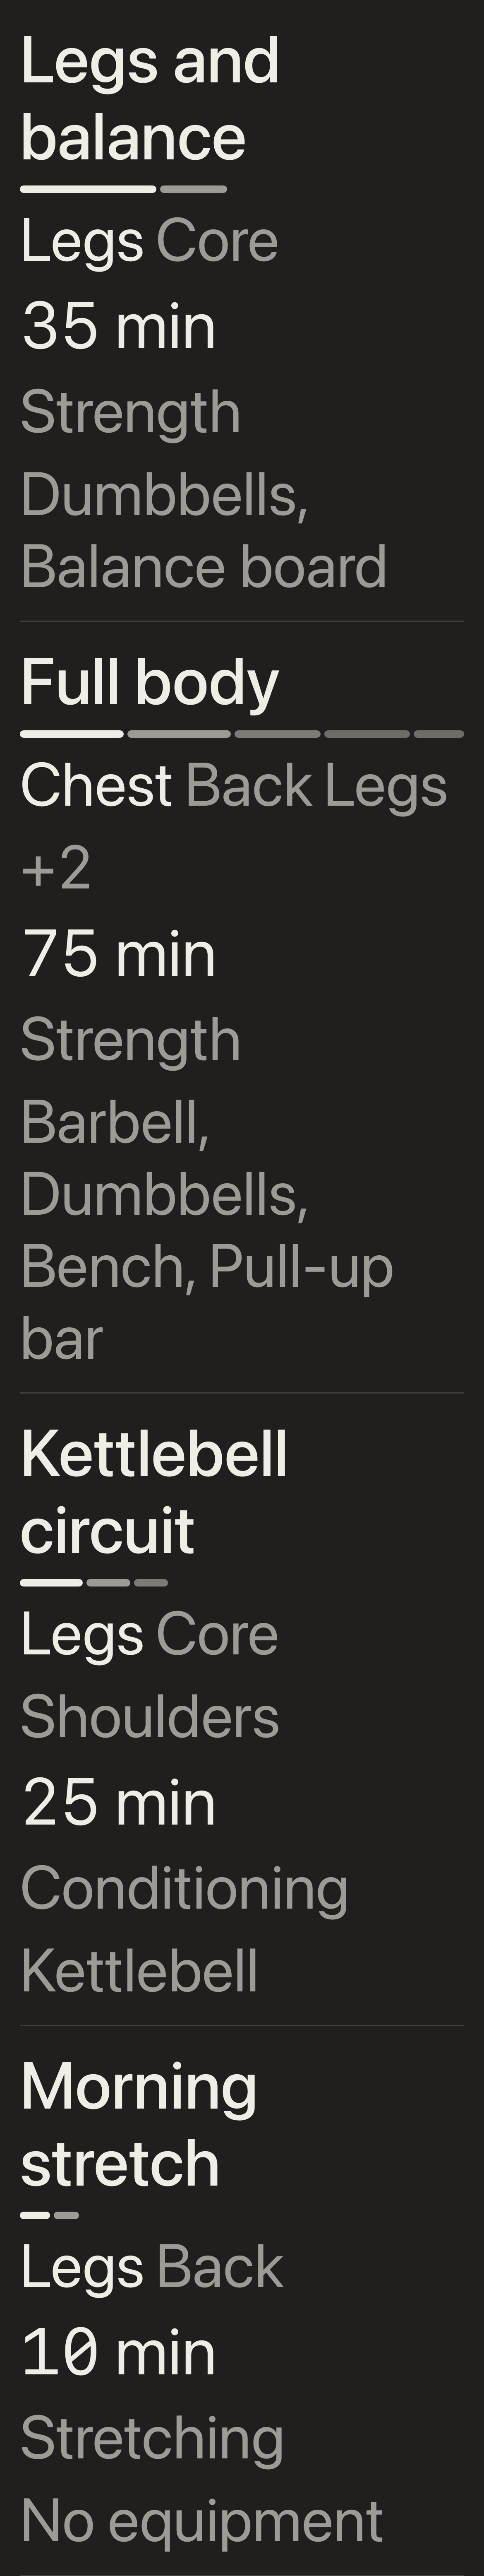 Legs and
balance
Legs Core
35 min
Strength
Dumbbells,
Balance board
Full body
Chest Back Legs
+2
75 min
Strength
Barbell,
Dumbbells,
Bench, Pull-up
bar
Kettlebell
circuit
Legs Core
Shoulders
25 min
Conditioning
Kettlebell
Morning
stretch
Legs Back
10 min
Stretching
No equipment